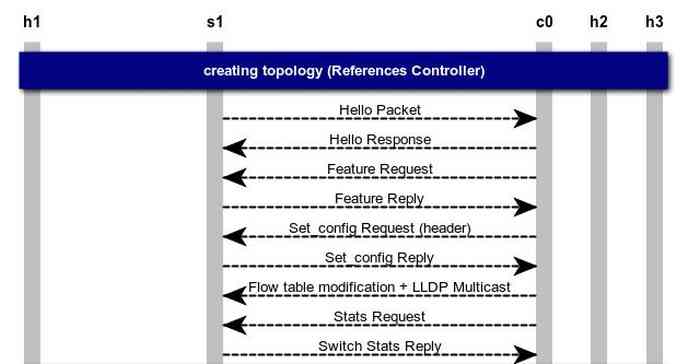 h1 s1 c0 h2 h3
creating topology (References Controller)
Hello Packet
Hello Response
Feature Request
Feature Reply
Set_config Request (header)
Set_config Reply
Flow table modification + LLDP Multicast
Stats Request
Switch Stats Reply